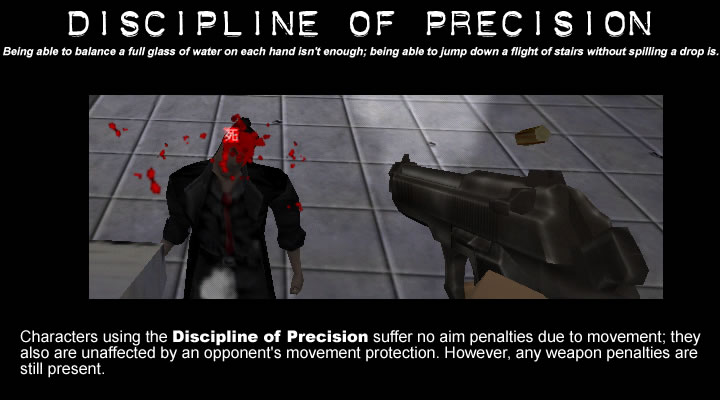 DISCIPLINE OF PRECISION
Being able to balance a full glass of water on each hand isn't enough; being able to jump down a flight of stairs without spilling a drop is.
死
Characters using the Discipline of Precision suffer no aim penalties due to movement; they
also are unaffected by an opponent's movement protection. However, any weapon penalties are
still present.